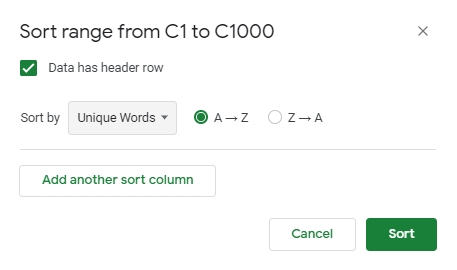 Sort range from C1 to C1000
Data has header row
Sort by Unique Words A → Z Z → A
Add another sort column
Cancel Sort